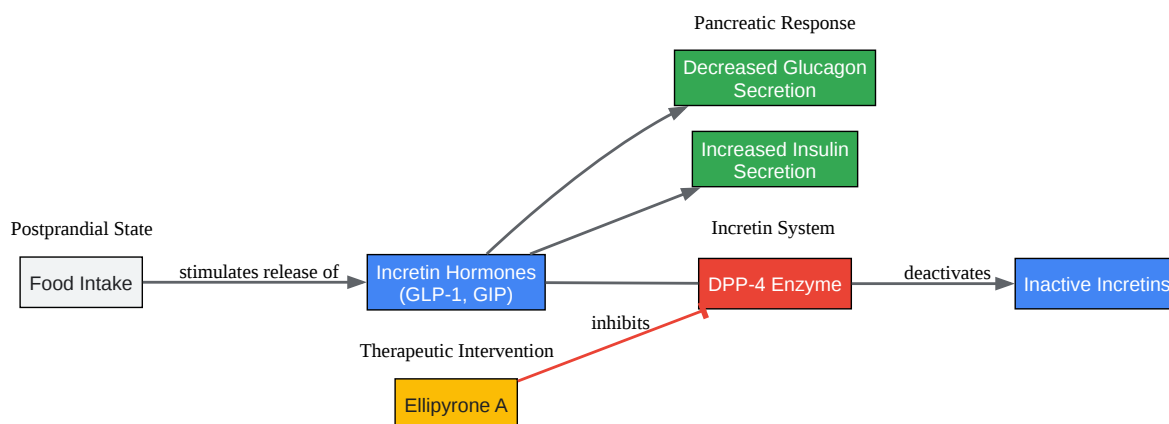 Pancreatic Response
Decreased Glucagon
Secretion
Increased Insulin
Secretion
Postprandial State
Incretin System
Food Intake
stimulates release of
Incretin Hormones
(GLP-1, GIP)
DPP-4 Enzyme
deactivates
Inactive Incretins
inhibits
Therapeutic Intervention
Ellipyrone A